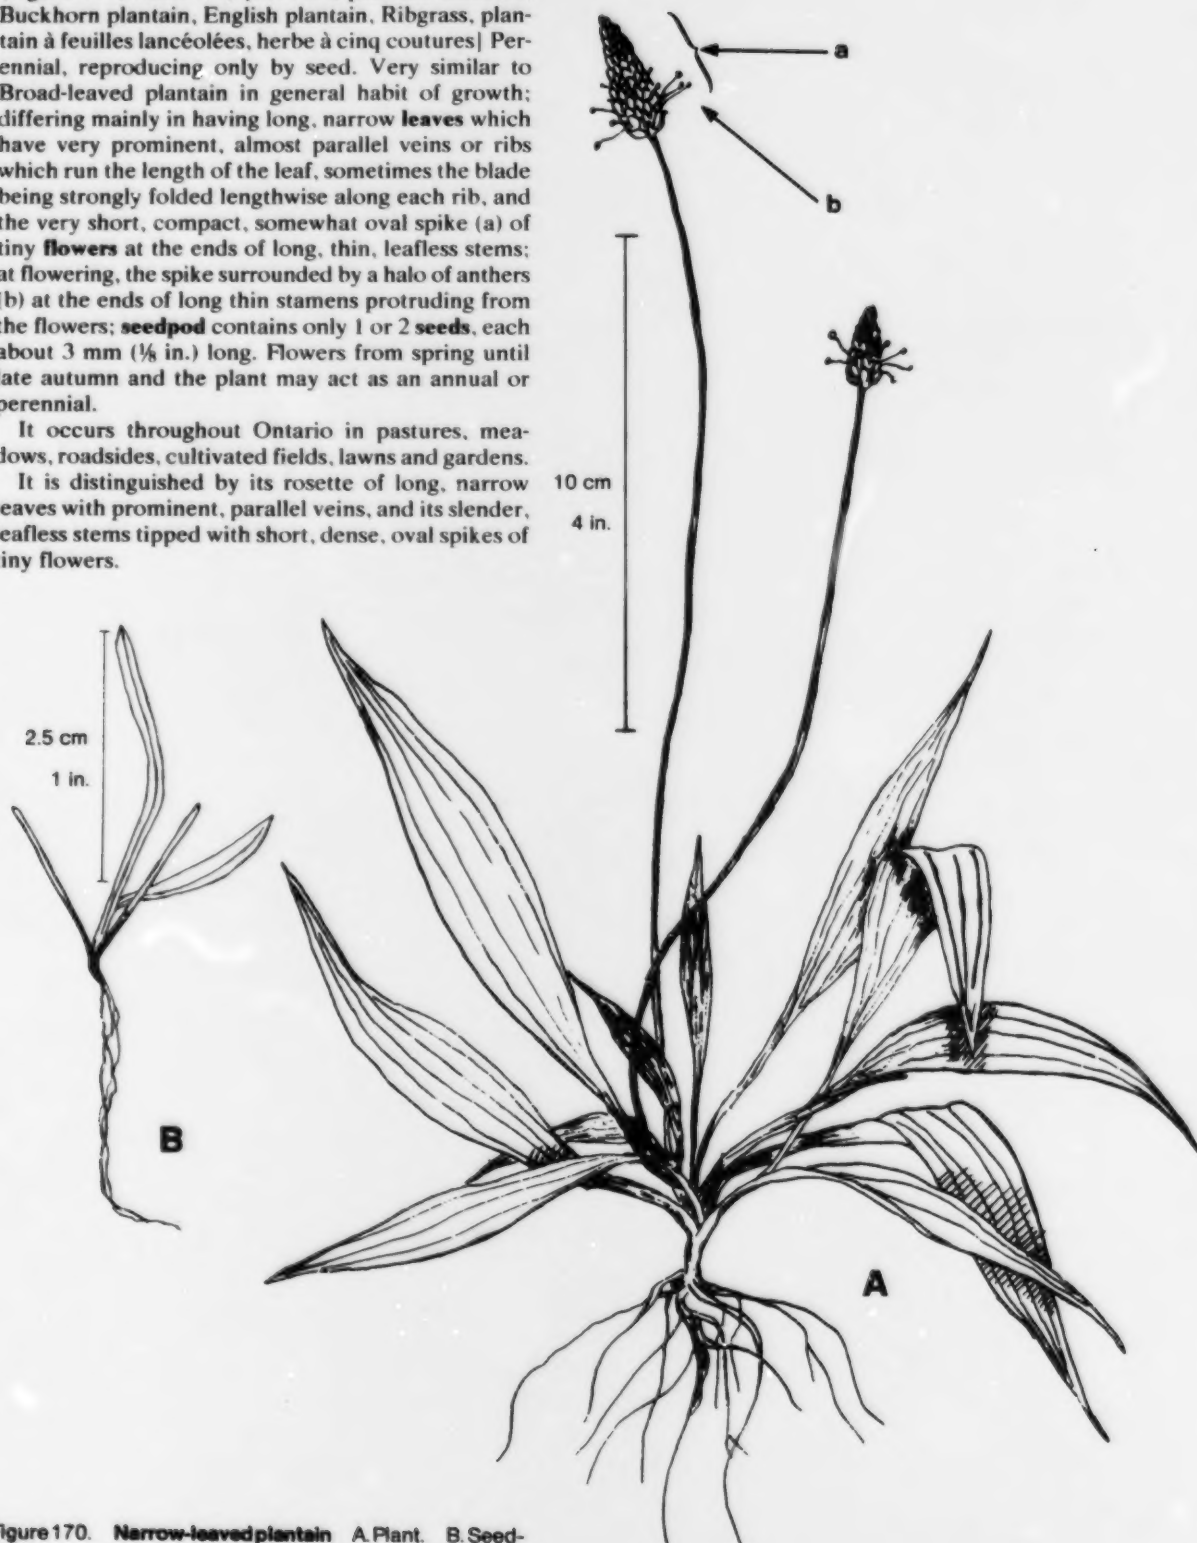 Buckhorn plantain, English plantain, Ribgrass, plan-
tain à feuilles lancéolées, herbe à cinq coutures| Per-
ennial, reproducing only by seed. Very similar to
Broad-leaved plantain in general habit of growth;
differing mainly in having long, narrow leaves which
have very prominent, almost parallel veins or ribs
which run the length of the leaf, sometimes the blade
being strongly folded lengthwise along each rib, and
the very short, compact, somewhat oval spike (a) of
tiny flowers at the ends of long, thin, leafless stems;
at flowering, the spike surrounded by a halo of anthers
b) at the ends of long thin stamens protruding from
the flowers; seedpod contains only 1 or 2 seeds, each
about 3 mm (⅛ in.) long. Flowers from spring until
ate autumn and the plant may act as an annual or
perennial.
It occurs throughout Ontario in pastures, mea-
dows, roadsides, cultivated fields, lawns and gardens.
It is distinguished by its rosette of long, narrow
eaves with prominent, parallel veins, and its slender,
eafless stems tipped with short, dense, oval spikes of
iny flowers.
a
b
10 cm
4 in.
2.5 cm
1 in.
B
A
igure 170. Narrow-leaved plantain A. Plant. B. Seed-